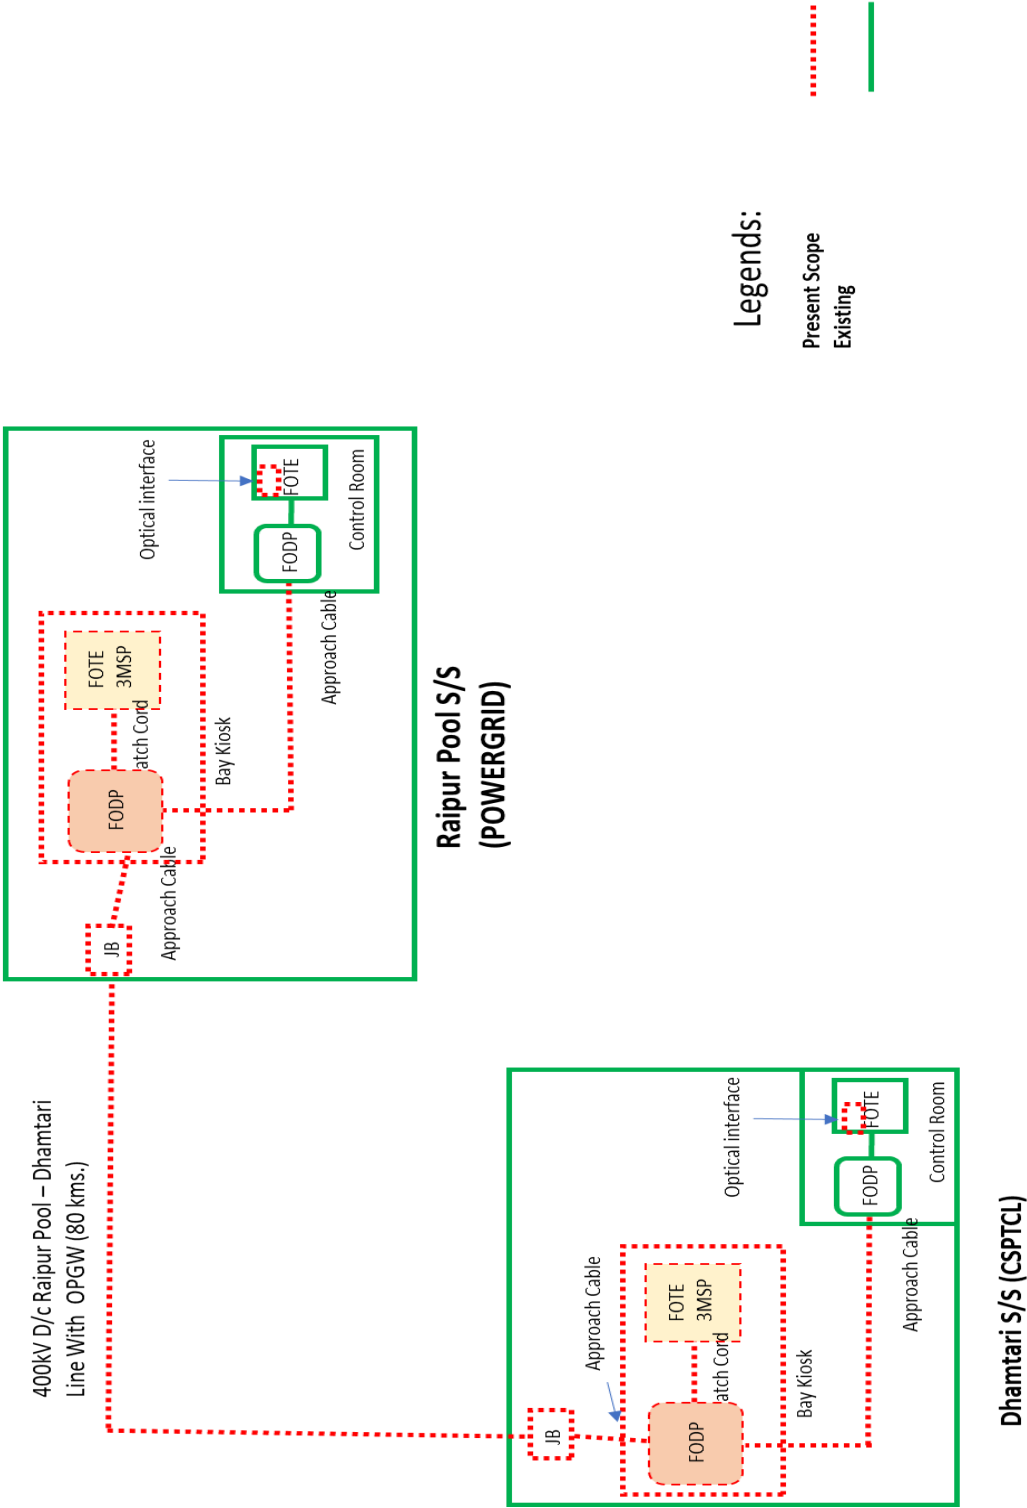 400kV D/c Raipur Pool – Dhamtari
Line With OPGW (80 kms.)
JB
Approach Cable
FODP
atch Cord
FOTE
3MSP
Bay Kiosk
Approach Cable
Optical interface
FODP
FOTE
Control Room
Raipur Pool S/S
(POWERGRID)
JB
Approach Cable
FODP
atch Cord
FOTE
3MSP
Bay Kiosk
Approach Cable
Optical interface
FODP
FOTE
Control Room
Dhamtari S/S (CSPTCL)
Legends:
Present Scope
Existing